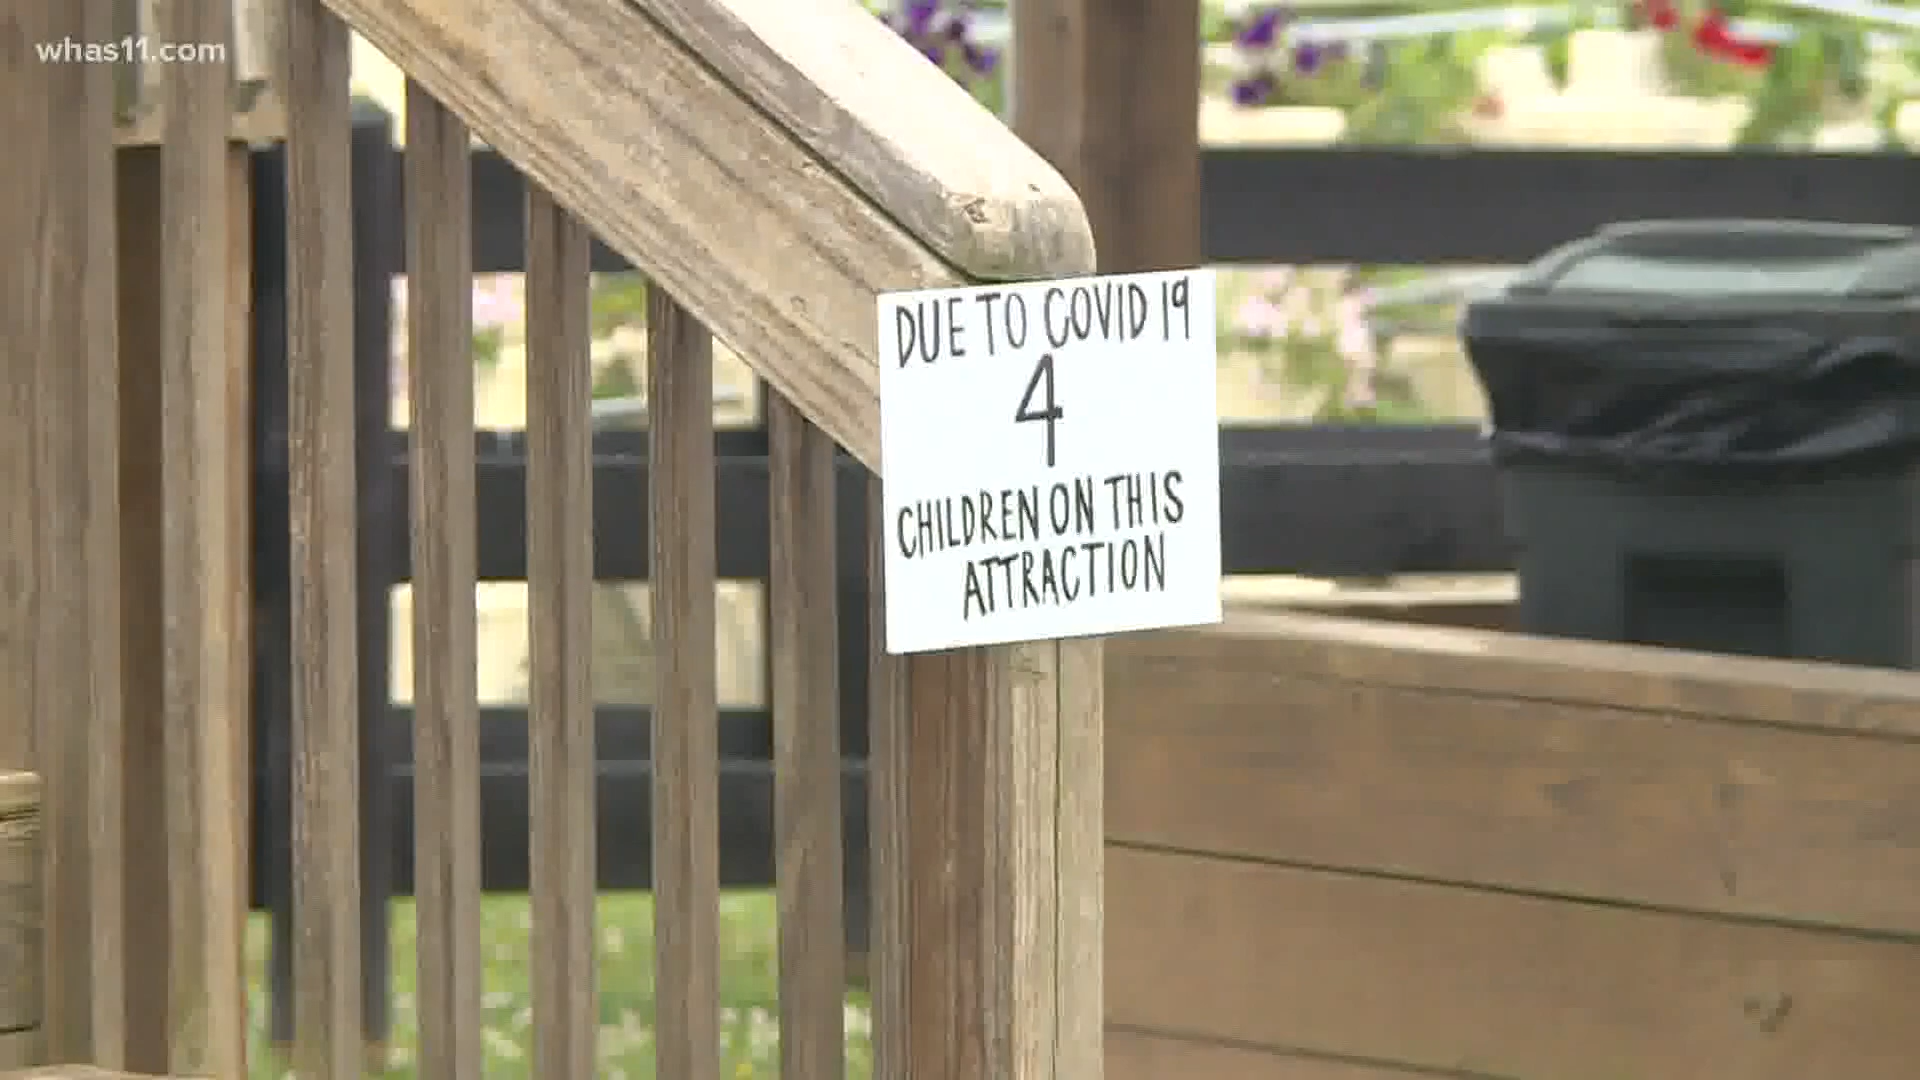 whas11.com
DUE TO COVID 19
4
CHILDREN ON THIS
ATTRACTION